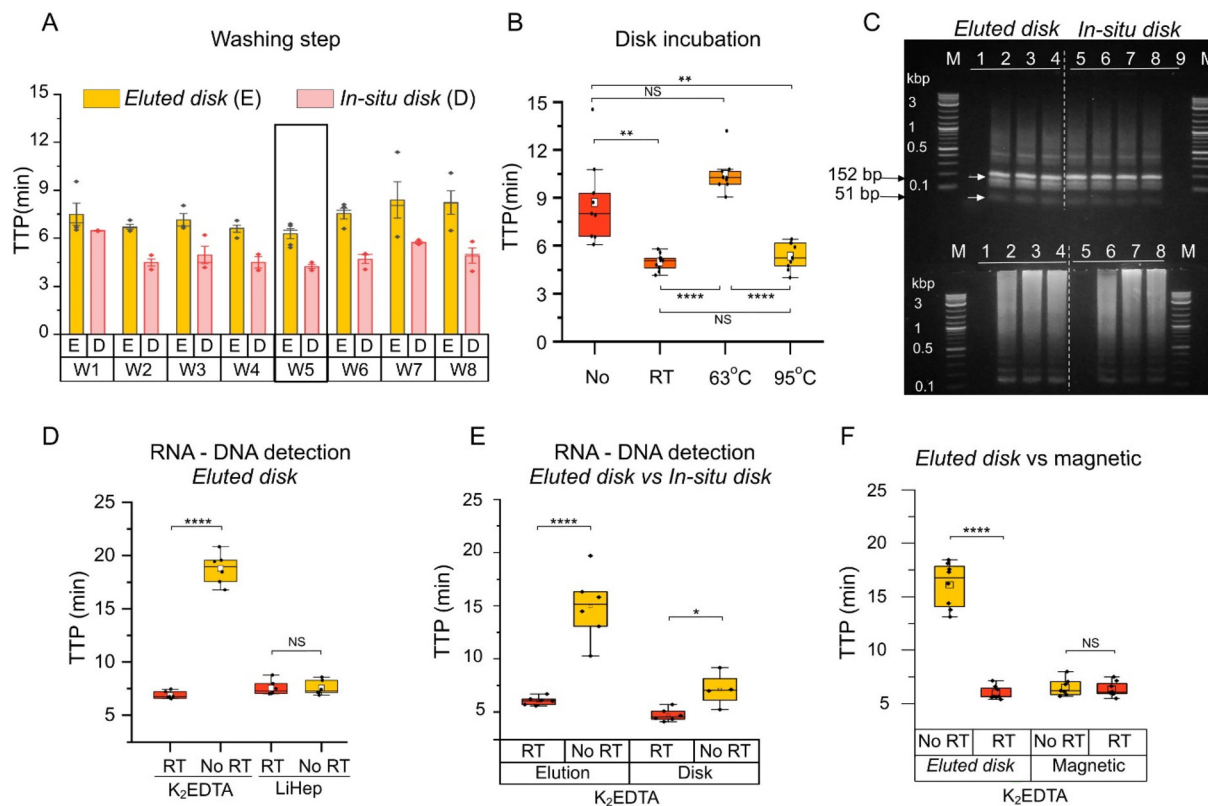 A
Washing step
Eluted disk (E)
In-situ disk (D)
TTP(min)
15
12
9
6
3
0
E D E D E D E D E D E D E D E D
W1 W2 W3 W4 W5 W6 W7 W8
B
Disk incubation
**
NS
**
****
****
NS
TTP (min)
15
12
9
6
3
0
No RT 63°C 95°C
C
Eluted disk In-situ disk
M 1 2 3 4 5 6 7 8 9 M
kbp
3
1
0.5
152 bp
0.1
51 bp
M 1 2 3 4 5 6 7 8 M
kbp
3
1
0.5
0.1
D
RNA - DNA detection
Eluted disk
****
NS
TTP (min)
25
20
15
10
5
RT No RT RT No RT
K₂EDTA LiHep
E
RNA - DNA detection
Eluted disk vs In-situ disk
****
*
TTP (min)
25
20
15
10
5
RT No RT RT No RT
Elution Disk
K₂EDTA
F
Eluted disk vs magnetic
****
NS
TTP (min)
25
20
15
10
5
No RT RT No RT RT
Eluted disk Magnetic
K₂EDTA